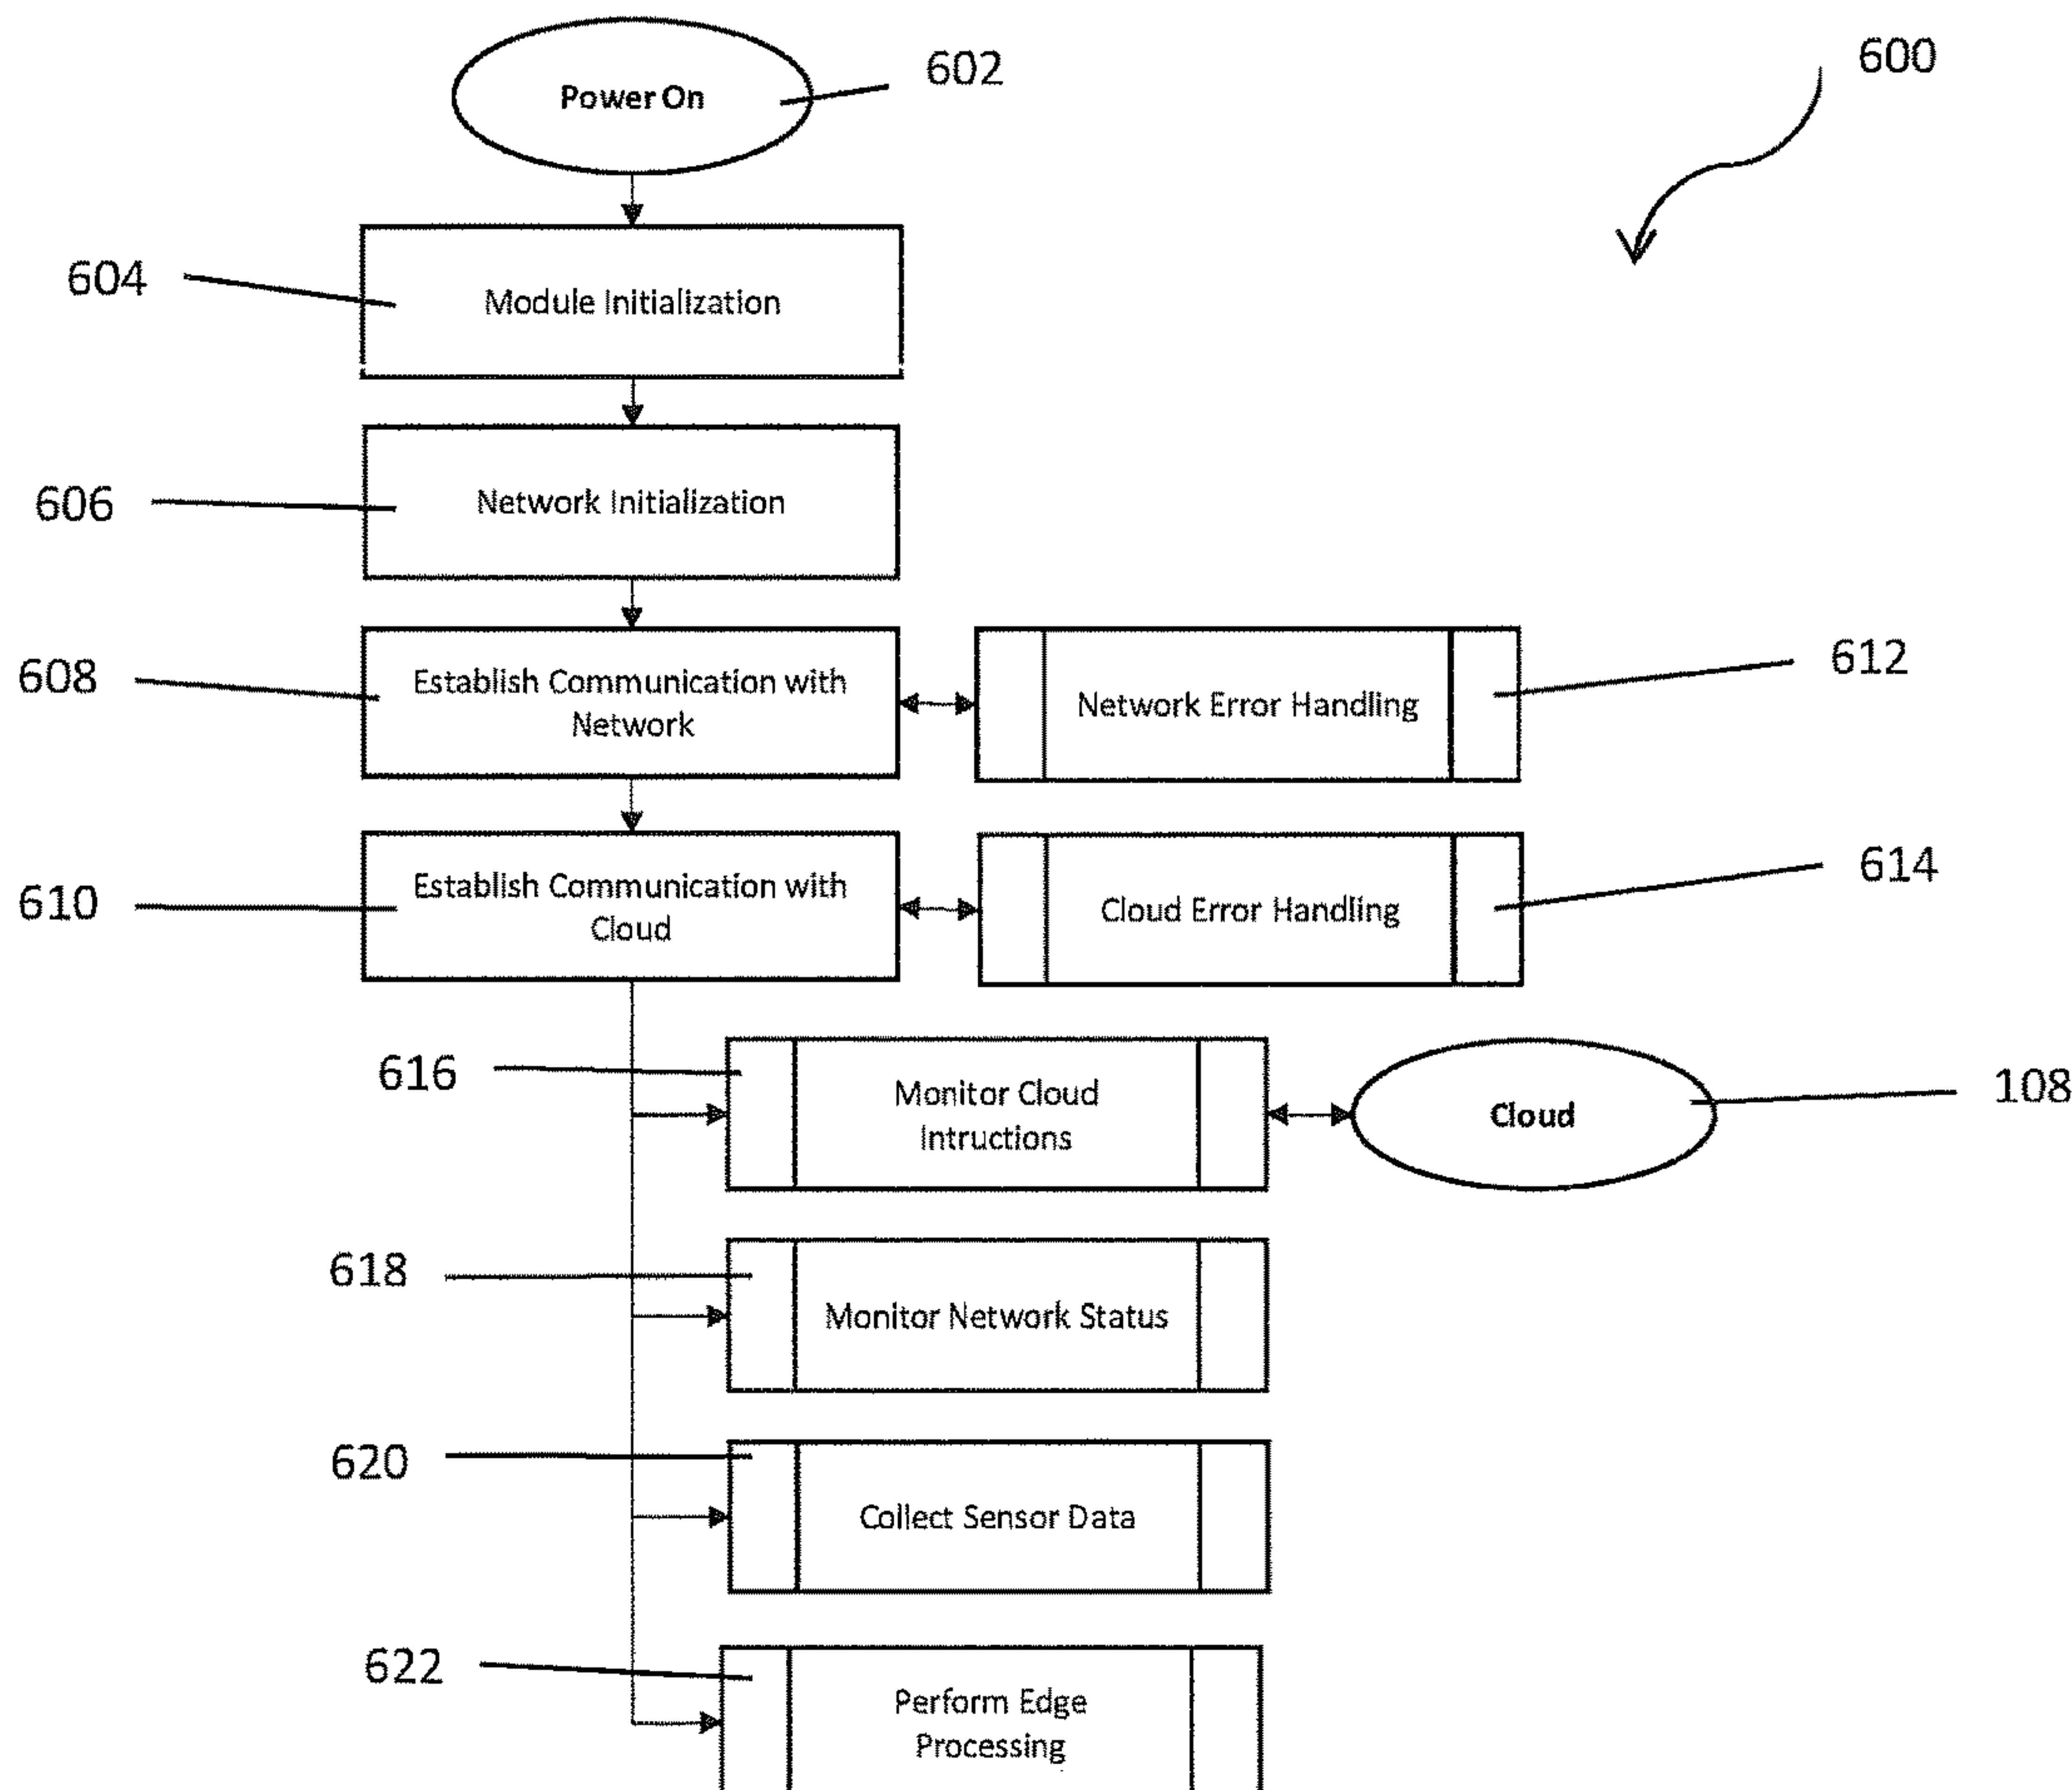 600
602
Power On
604
Module Initialization
606
Network Initialization
608
Establish Communication with
Network
Network Error Handling
612
610
Establish Communication with
Cloud
Cloud Error Handling
614
616
Monitor Cloud
Intructions
Cloud
108
618
Monitor Network Status
620
Collect Sensor Data
622
Perform Edge
Processing